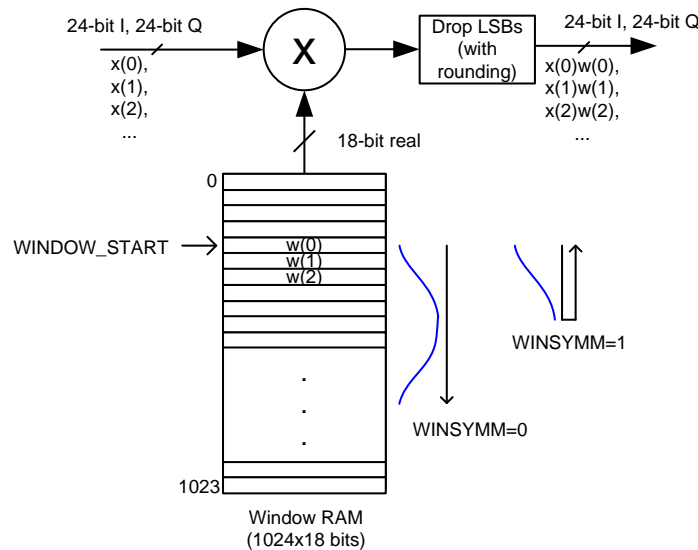 24-bit I, 24-bit Q
x(0),
x(1),
x(2),
...
X
Drop LSBs
(with
rounding)
24-bit I, 24-bit Q
x(0)w(0),
x(1)w(1),
x(2)w(2),
...
18-bit real
0
WINDOW_START
w(0)
w(1)
w(2)
.
.
.
1023
WINSYMM=1
WINSYMM=0
Window RAM
(1024x18 bits)